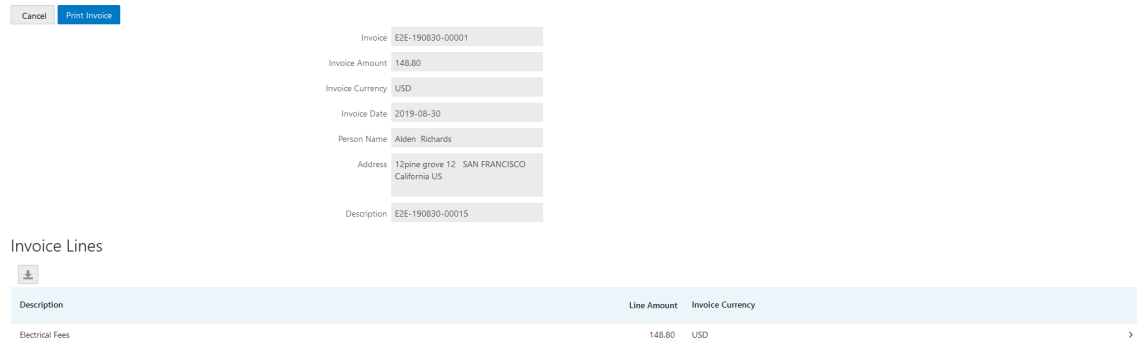 Cancel Print Invoice
Invoice E2E-190830-00001
Invoice Amount 148.80
Invoice Currency USD
Invoice Date 2019-08-30
Person Name Alden Richards
Address 12pine grove 12 SAN FRANCISCO
California US
Description E2E-190830-00015
Invoice Lines
Description Line Amount Invoice Currency
Electrical Fees 148.80 USD